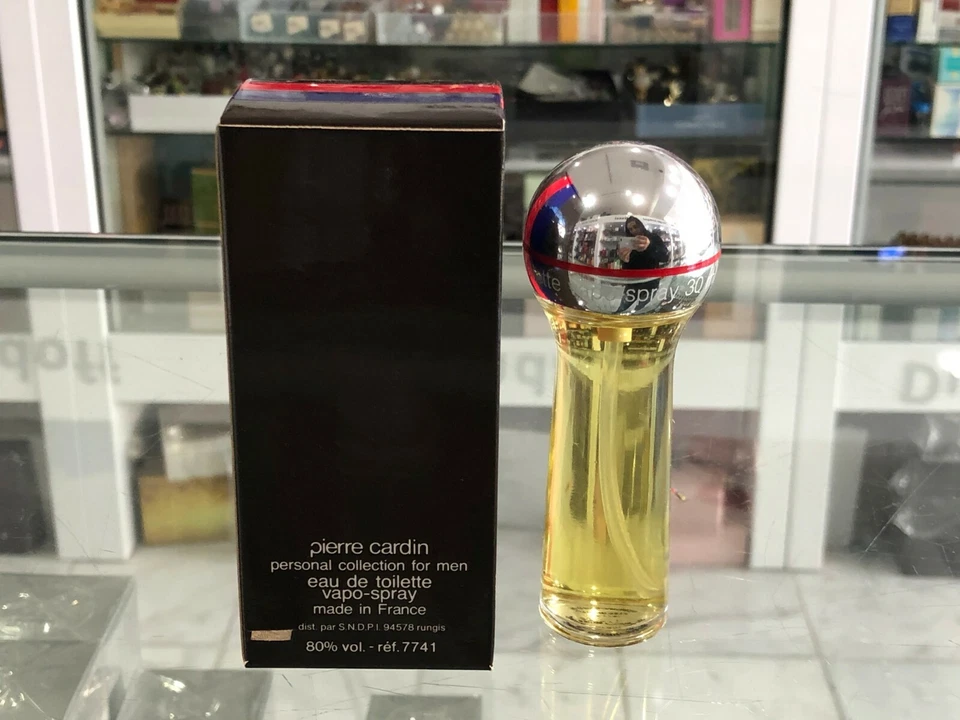 pierre cardin
personal collection for men
eau de toilette
vapo-spray
made in France
dist. par S.N.D.P.I. 94578 rungis
80% vol. - réf. 7741
spray 30